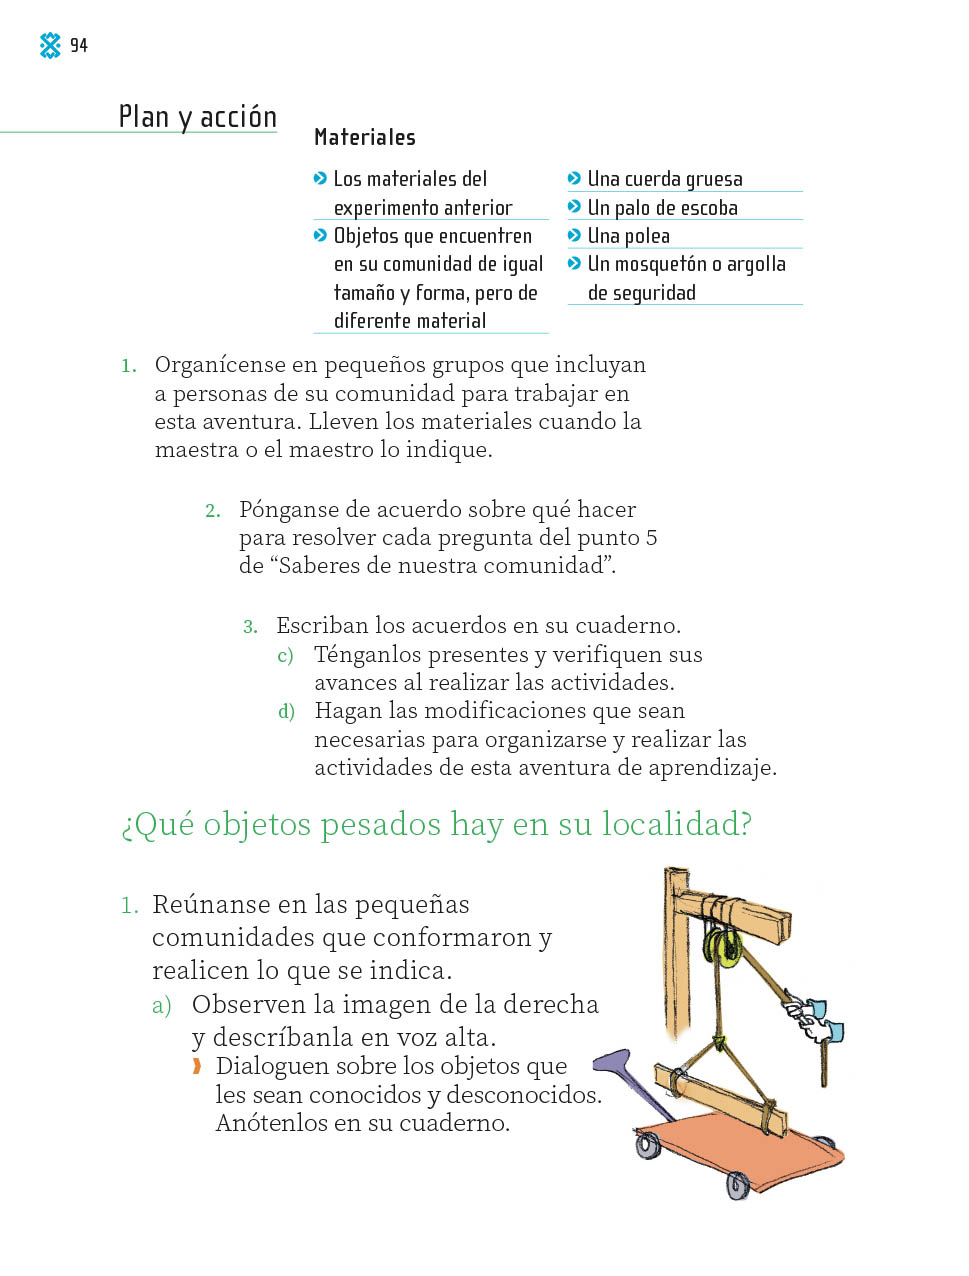 94
Plan y acción
Materiales
Los materiales del
experimento anterior
Objetos que encuentren
en su comunidad de igual
tamaño y forma, pero de
diferente material
Una cuerda gruesa
Un palo de escoba
Una polea
Un mosquetón o argolla
de seguridad
1. Organícense en pequeños grupos que incluyan
a personas de su comunidad para trabajar en
esta aventura. Lleven los materiales cuando la
maestra o el maestro lo indique.
2. Pónganse de acuerdo sobre qué hacer
para resolver cada pregunta del punto 5
de “Saberes de nuestra comunidad”.
3. Escriban los acuerdos en su cuaderno.
c) Ténganlos presentes y verifiquen sus
avances al realizar las actividades.
d) Hagan las modificaciones que sean
necesarias para organizarse y realizar las
actividades de esta aventura de aprendizaje.
¿Qué objetos pesados hay en su localidad?
1. Reúnanse en las pequeñas
comunidades que conformaron y
realicen lo que se indica.
a) Observen la imagen de la derecha
y descríbanla en voz alta.
Dialoguen sobre los objetos que
les sean conocidos y desconocidos.
Anótenlos en su cuaderno.